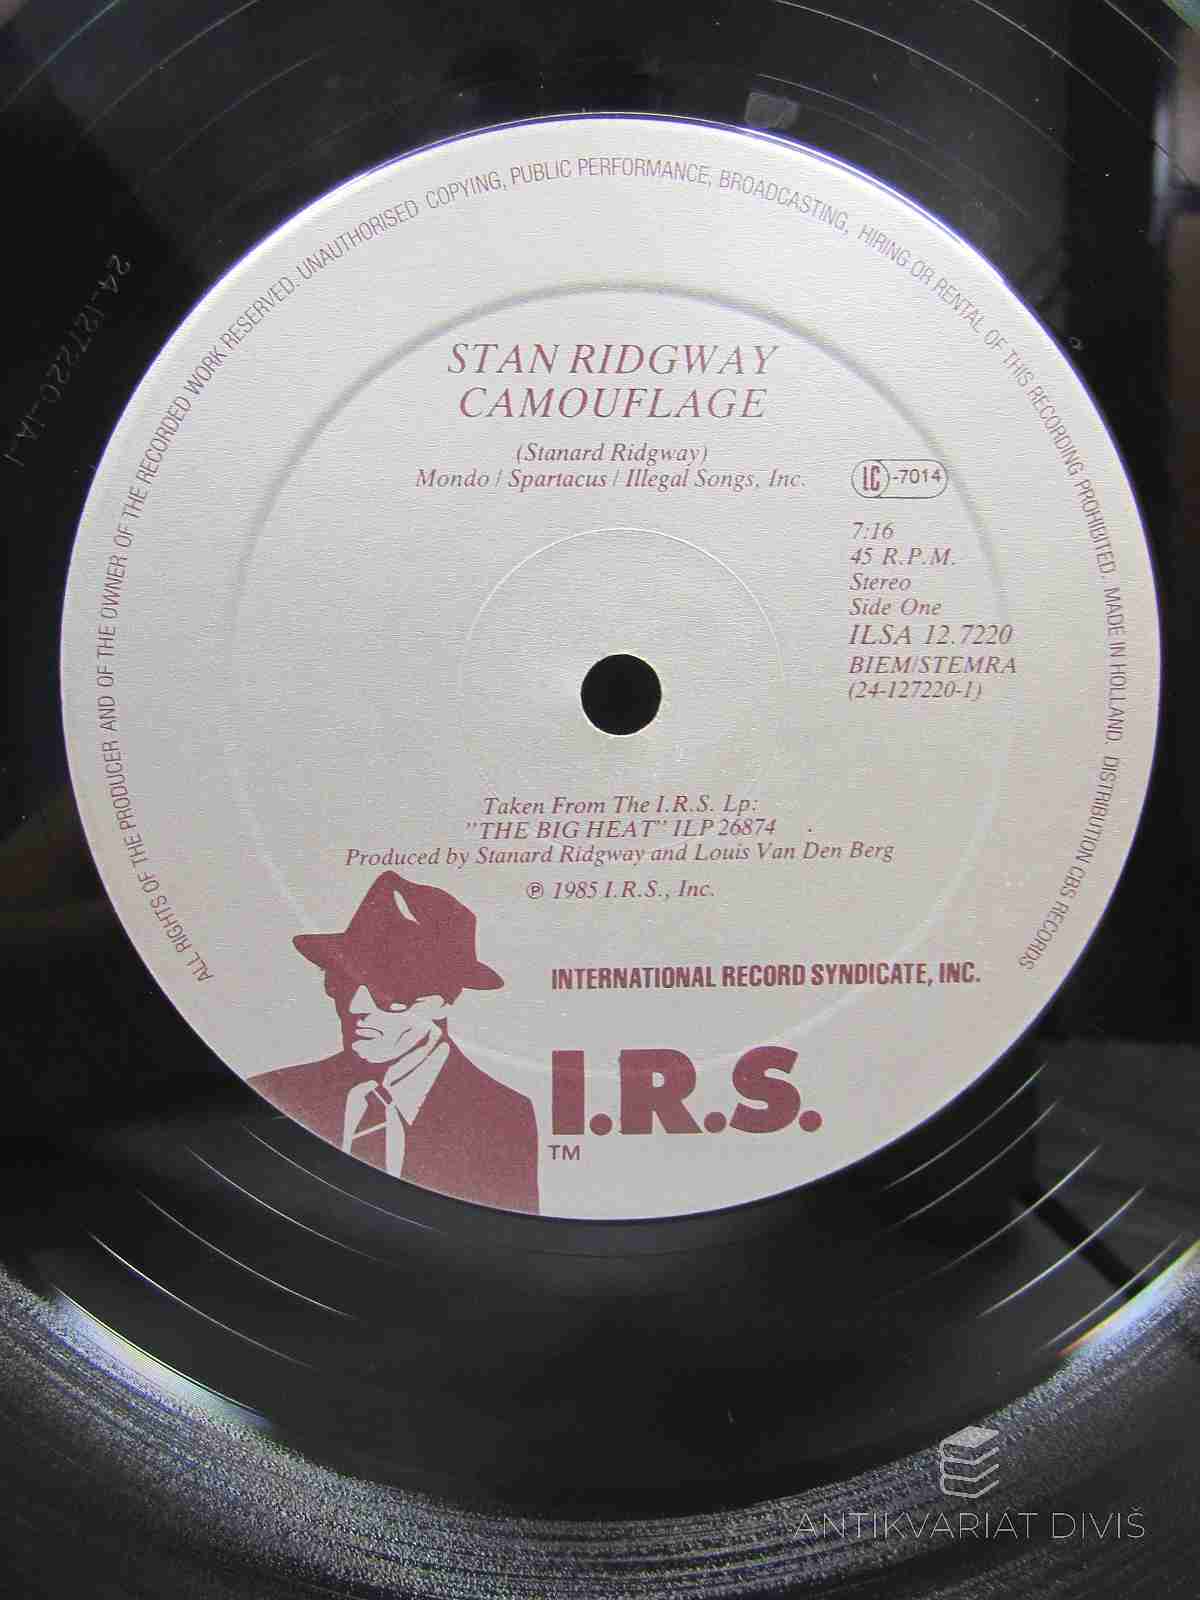 ALL RIGHTS OF THE PRODUCER AND OF THE OWNER OF THE RECORDED WORK RESERVED. UNAUTHORISED COPYING, PUBLIC PERFORMANCE, BROADCASTING, HIRING OR RENTAL OF THIS RECORDING PROHIBITED. MADE IN HOLLAND. DISTRIBUTION CBS RECORDS
24-127220-1A-1
STAN RIDGWAY
CAMOUFLAGE
(Stanard Ridgway)
Mondo / Spartacus / Illegal Songs, Inc.
LC-7014
7:16
45 R.P.M.
Stereo
Side One
ILSA 12.7220
BIEM/STEMRA
(24-127220-1)
Taken From The I.R.S. Lp:
"THE BIG HEAT" ILP 26874
Produced by Stanard Ridgway and Louis Van Den Berg
℗ 1985 I.R.S., Inc.
INTERNATIONAL RECORD SYNDICATE, INC.
I.R.S.
TM
ANTIKVARIÁT DIVIŠ